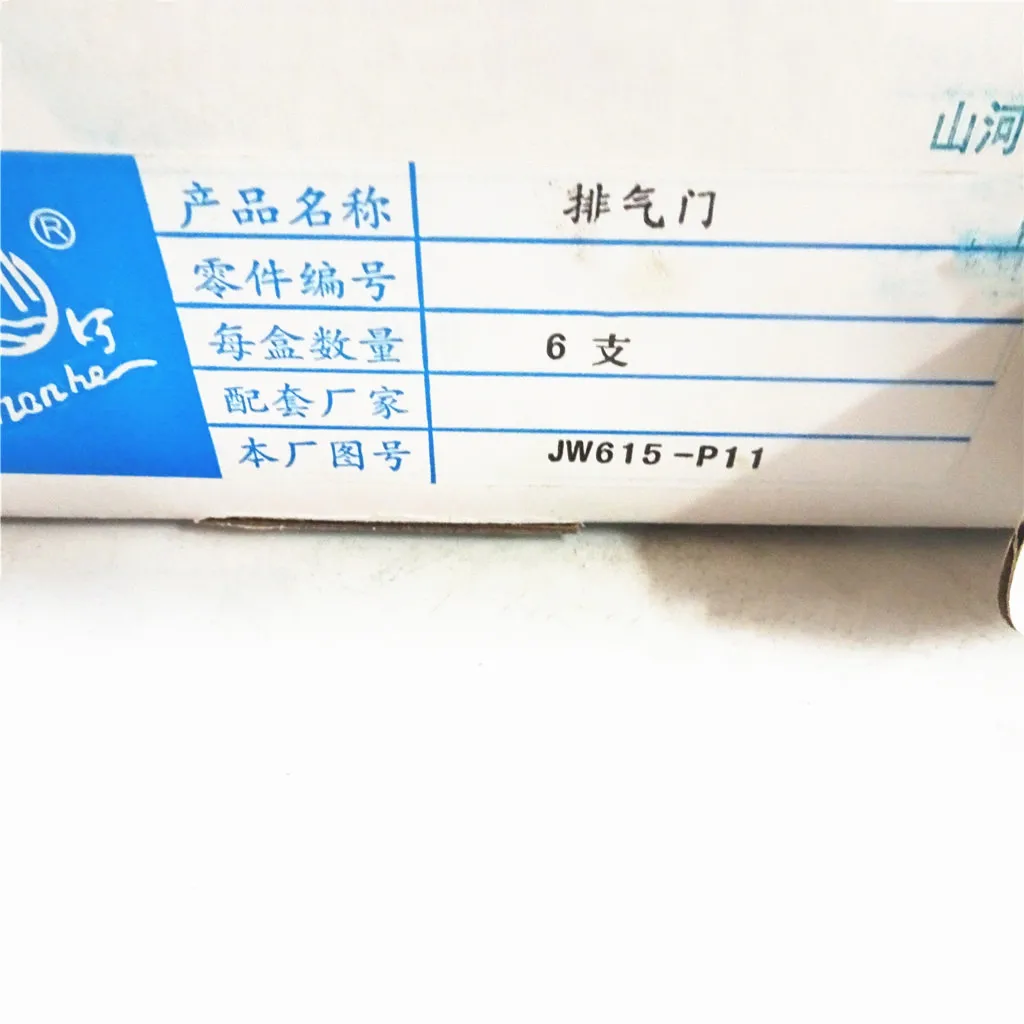 山河
®
产品名称 排气门
零件编号
每盒数量 6 支
配套厂家
本厂图号 JW615-P11
河